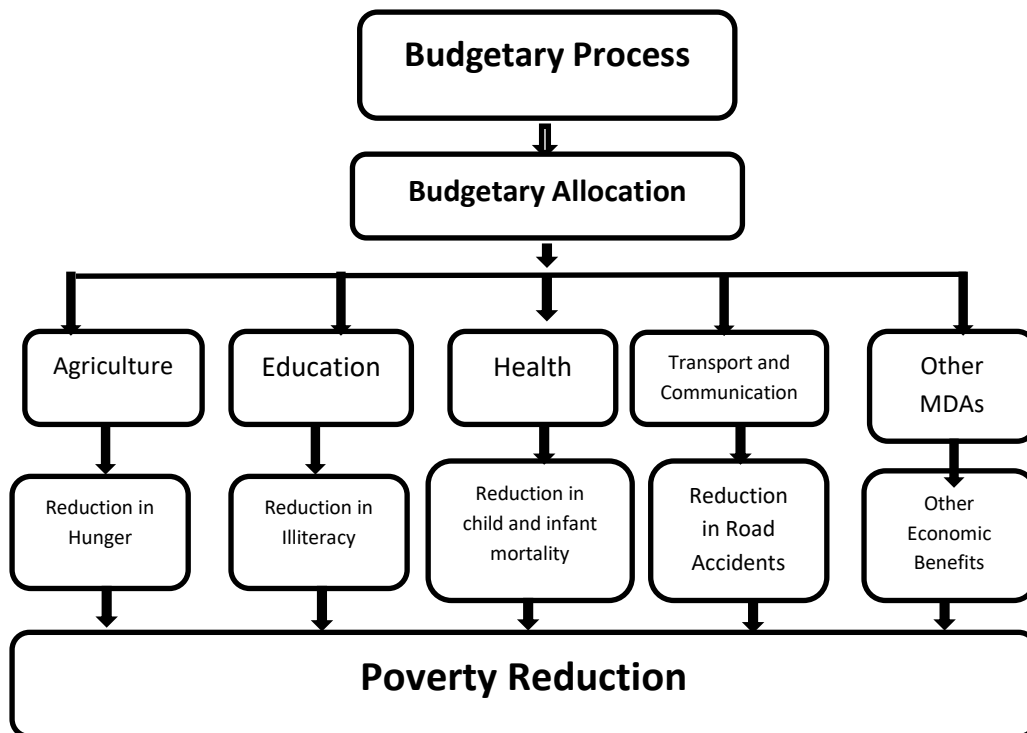 Budgetary Process
Budgetary Allocation
Agriculture
Education
Health
Transport and
Communication
Other
MDAs
Reduction in
Hunger
Reduction in
Illiteracy
Reduction in
child and infant
mortality
Reduction
in Road
Accidents
Other
Economic
Benefits
Poverty Reduction